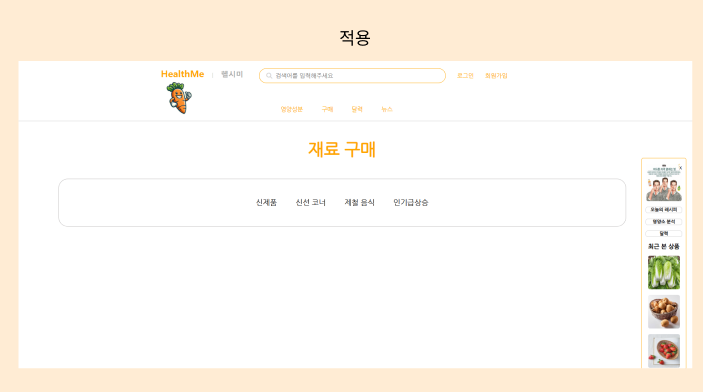 적용
HealthMe | 헬시미
검색어를 입력해주세요
로그인 회원가입
영양성분 구매 달력 뉴스
재료 구매
신제품 신선 코너 제철 음식 인기급상승
오늘의 레시피
영양소 분석
달력
최근 본 상품